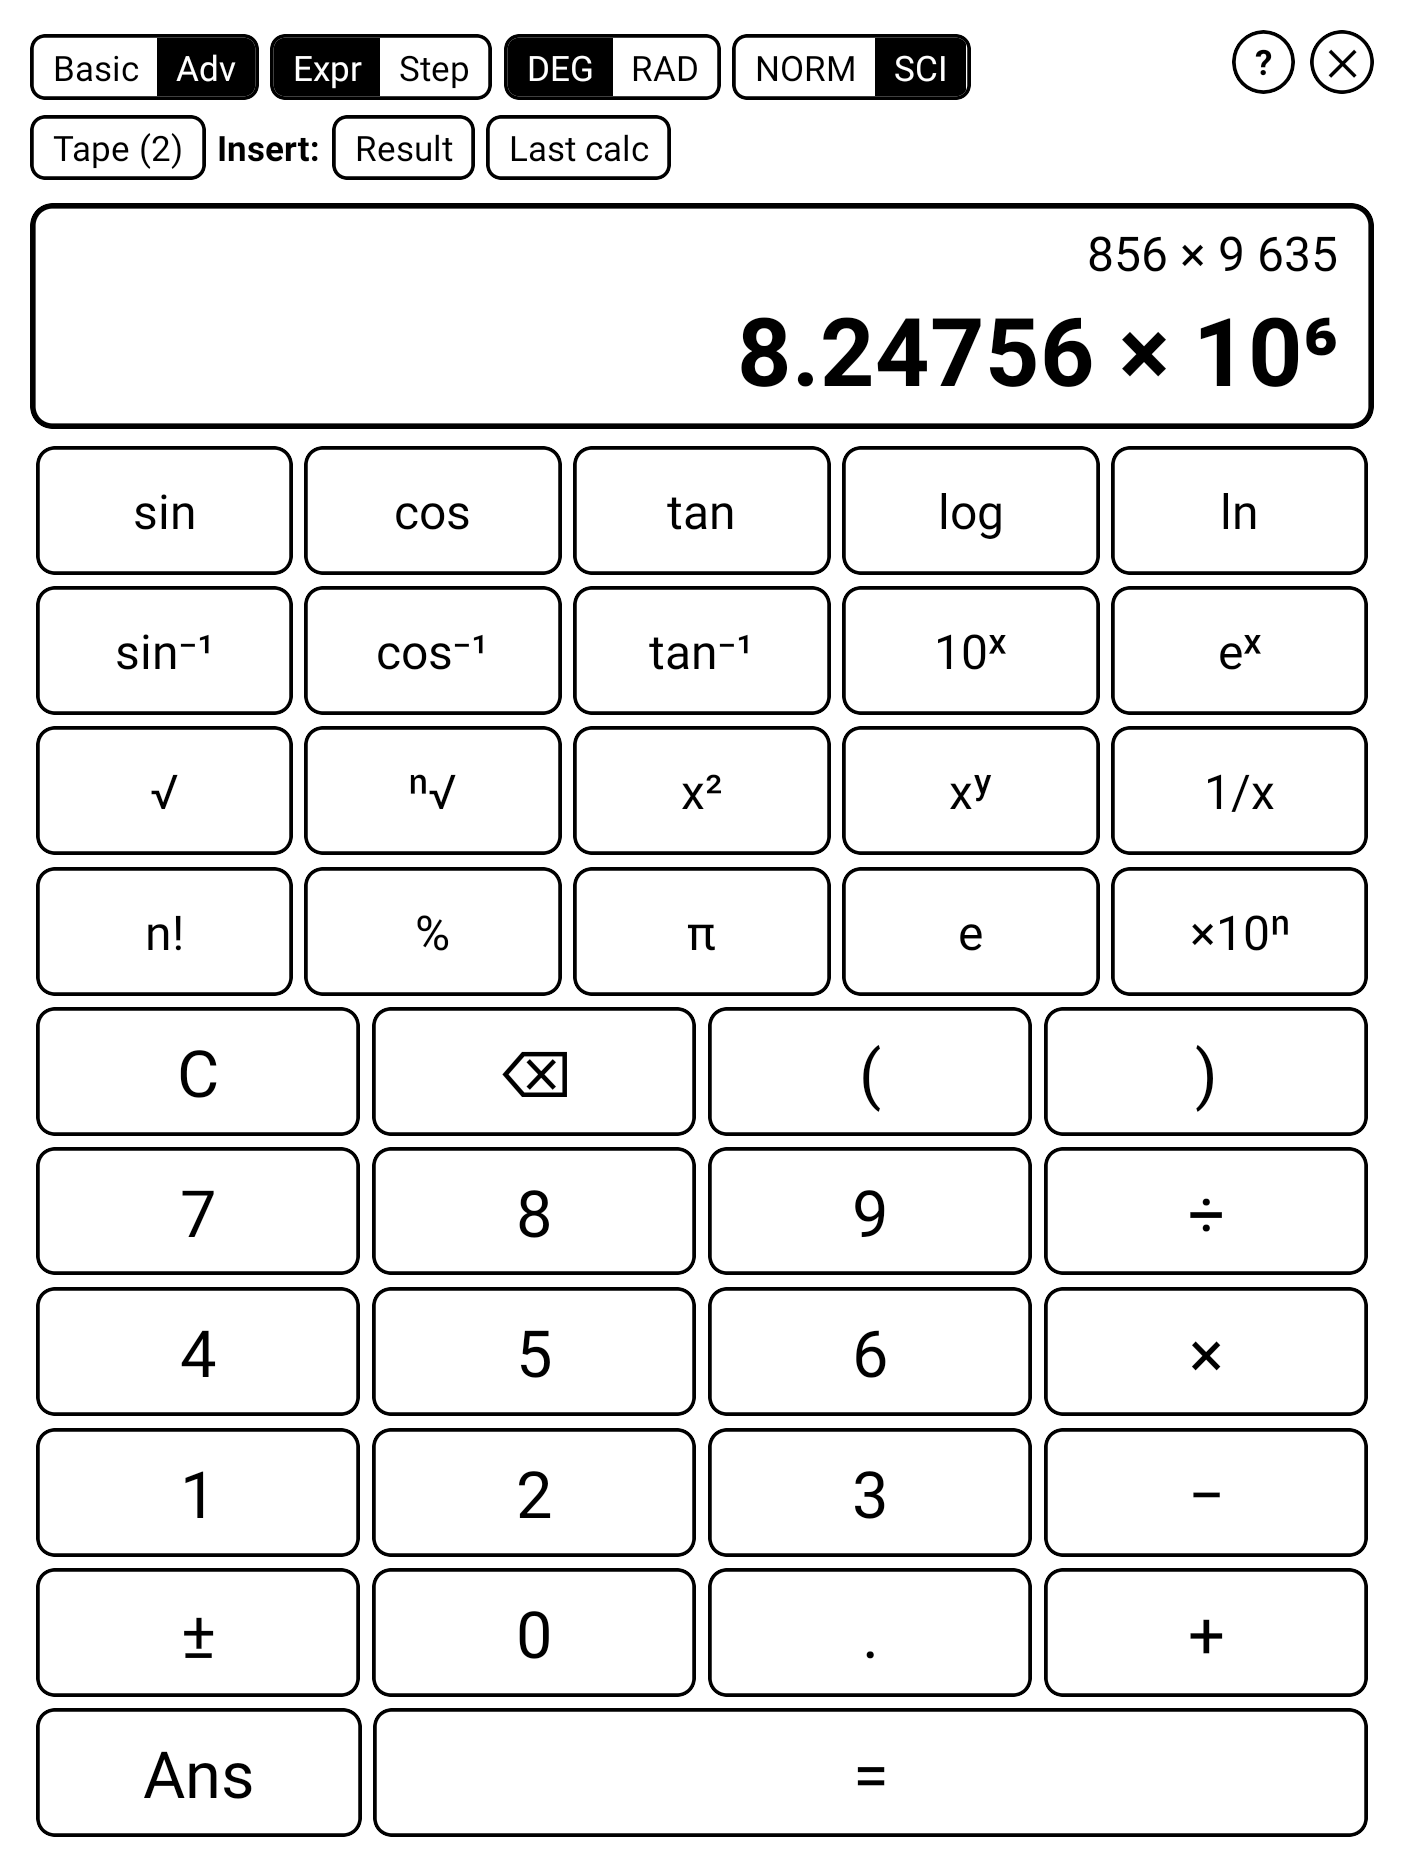 Basic Adv Expr Step DEG RAD NORM SCI ?
Tape (2) Insert: Result Last calc
856 × 9 635
8.24756 × 10⁶
sin cos tan log ln
sin⁻¹ cos⁻¹ tan⁻¹ 10ˣ eˣ
√ ⁿ√ x² xʸ 1/x
n! % π e ×10ⁿ
C ( )
7 8 9 ÷
4 5 6 ×
1 2 3 −
± 0 . +
Ans =